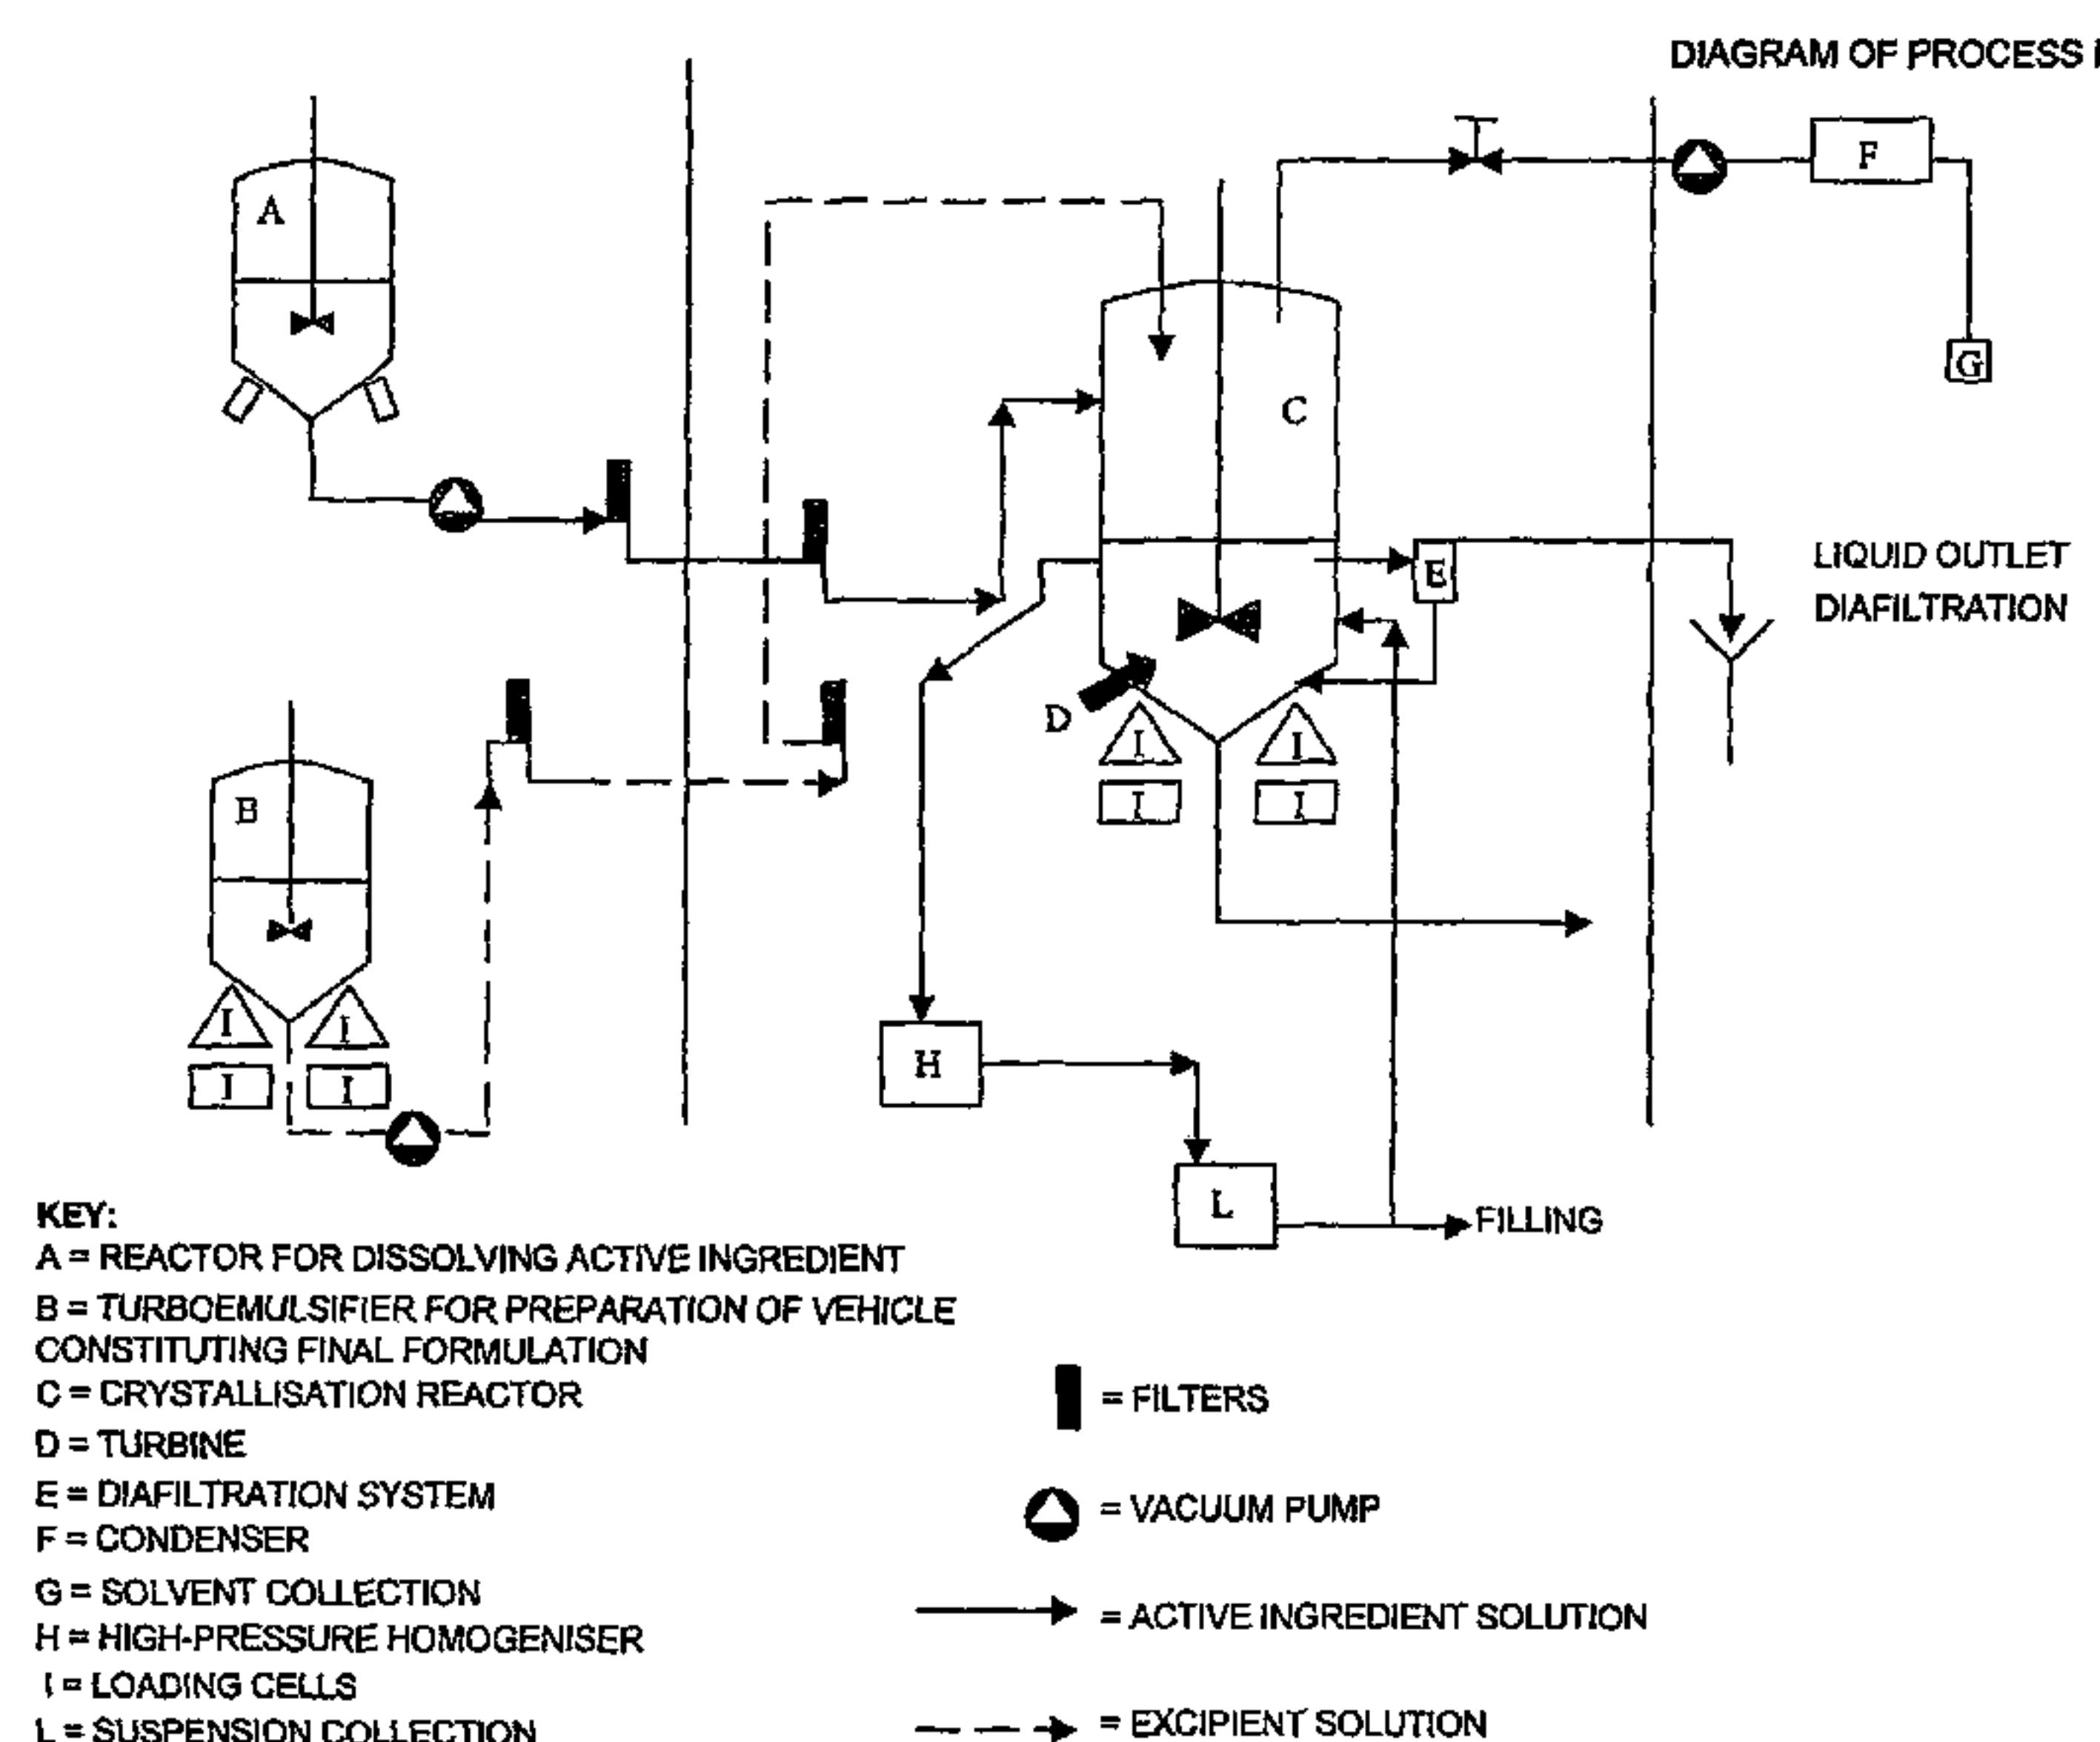 DIAGRAM OF PROCESS
A
F
G
C
E
LIQUID OUTLET
DIAFILTRATION
D
I
I
I
I
B
I
I
I
I
H
L
FILLING
KEY:
A = REACTOR FOR DISSOLVING ACTIVE INGREDIENT
B = TURBOEMULSIFIER FOR PREPARATION OF VEHICLE
CONSTITUTING FINAL FORMULATION
C = CRYSTALLISATION REACTOR
D = TURBINE
E = DIAFILTRATION SYSTEM
F = CONDENSER
G = SOLVENT COLLECTION
H = HIGH-PRESSURE HOMOGENISER
I = LOADING CELLS
L = SUSPENSION COLLECTION
= FILTERS
= VACUUM PUMP
= ACTIVE INGREDIENT SOLUTION
= EXCIPIENT SOLUTION